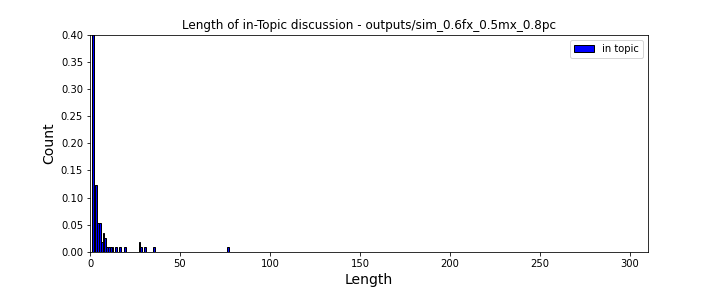 Length of in-Topic discussion - outputs/sim_0.6fx_0.5mx_0.8pc
in topic
0.40
0.35
0.30
0.25
0.20
0.15
0.10
0.05
0.00
Count
0 50 100 150 200 250 300
Length